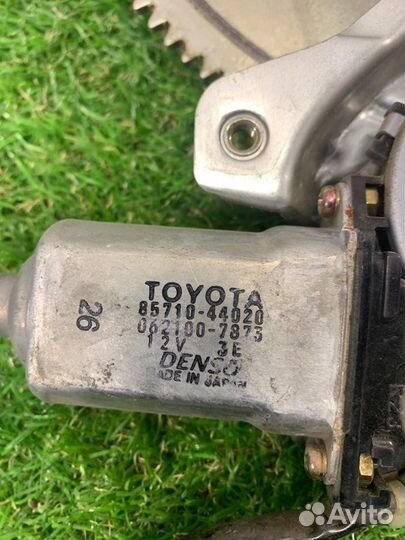 TOYOTA
85710-44020
062100-7873
12V 3E
DENSO
MADE IN JAPAN
26
Avito